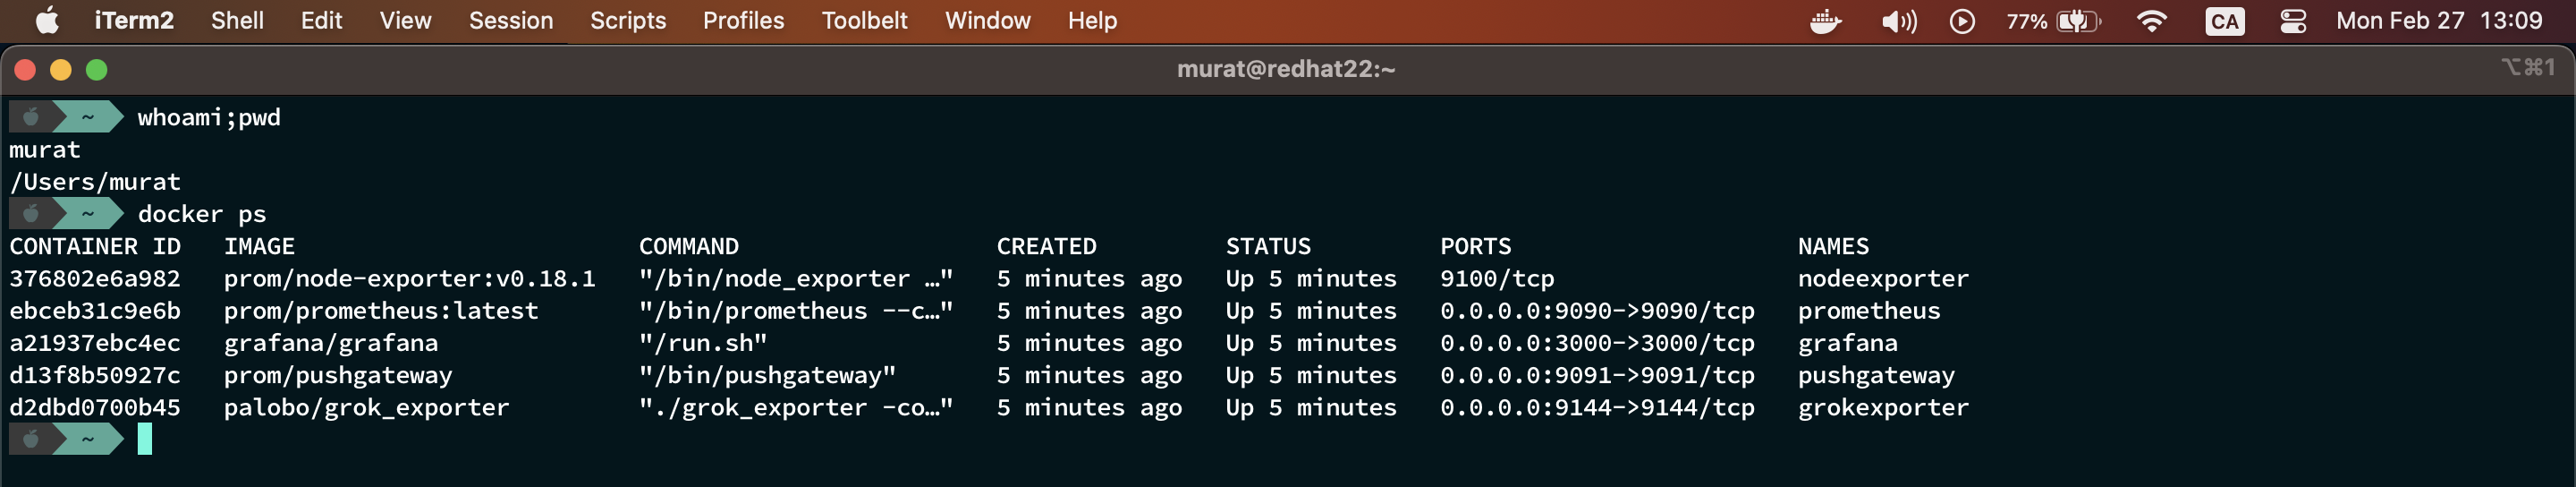 iTerm2 Shell Edit View Session Scripts Profiles Toolbelt Window Help 77% CA Mon Feb 27 13:09
murat@redhat22:~ ⌥⌘1
~ whoami;pwd
murat
/Users/murat
~ docker ps
CONTAINER ID IMAGE COMMAND CREATED STATUS PORTS NAMES
376802e6a982 prom/node-exporter:v0.18.1 "/bin/node_exporter …" 5 minutes ago Up 5 minutes 9100/tcp nodeexporter
ebceb31c9e6b prom/prometheus:latest "/bin/prometheus --c…" 5 minutes ago Up 5 minutes 0.0.0.0:9090->9090/tcp prometheus
a21937ebc4ec grafana/grafana "/run.sh" 5 minutes ago Up 5 minutes 0.0.0.0:3000->3000/tcp grafana
d13f8b50927c prom/pushgateway "/bin/pushgateway" 5 minutes ago Up 5 minutes 0.0.0.0:9091->9091/tcp pushgateway
d2dbd0700b45 palobo/grok_exporter "./grok_exporter -co…" 5 minutes ago Up 5 minutes 0.0.0.0:9144->9144/tcp grokexporter
~